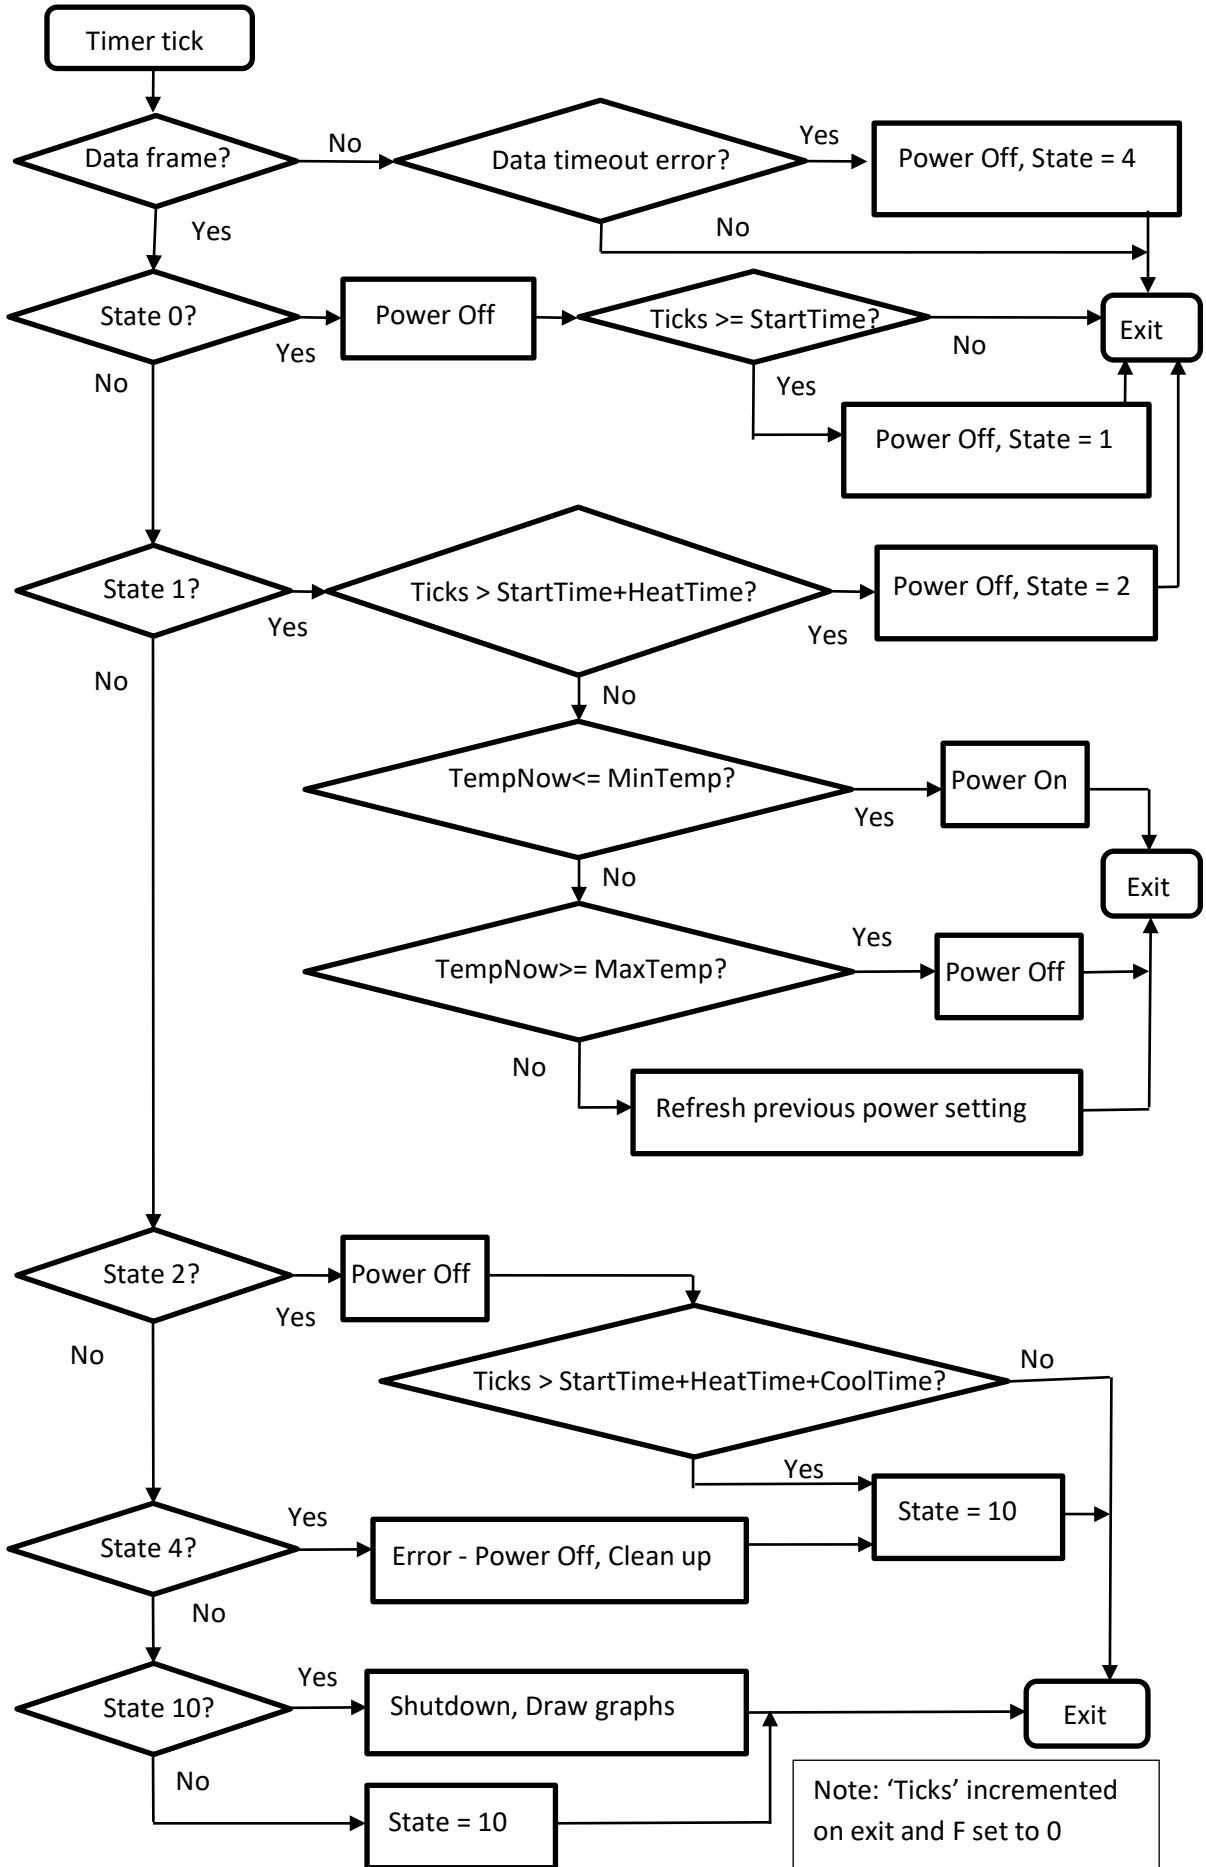 Timer tick
Data frame?
No
Data timeout error?
Yes
Power Off, State = 4
Yes
No
State 0?
Yes
Power Off
Ticks >= StartTime?
No
Exit
No
Yes
Power Off, State = 1
State 1?
Yes
Ticks > StartTime+HeatTime?
Yes
Power Off, State = 2
No
No
TempNow<= MinTemp?
Yes
Power On
No
Exit
TempNow>= MaxTemp?
Yes
Power Off
No
Refresh previous power setting
State 2?
Yes
Power Off
No
Ticks > StartTime+HeatTime+CoolTime?
No
Yes
State = 10
State 4?
Yes
Error - Power Off, Clean up
No
State 10?
Yes
Shutdown, Draw graphs
Exit
No
State = 10
Note: ‘Ticks’ incremented
on exit and F set to 0